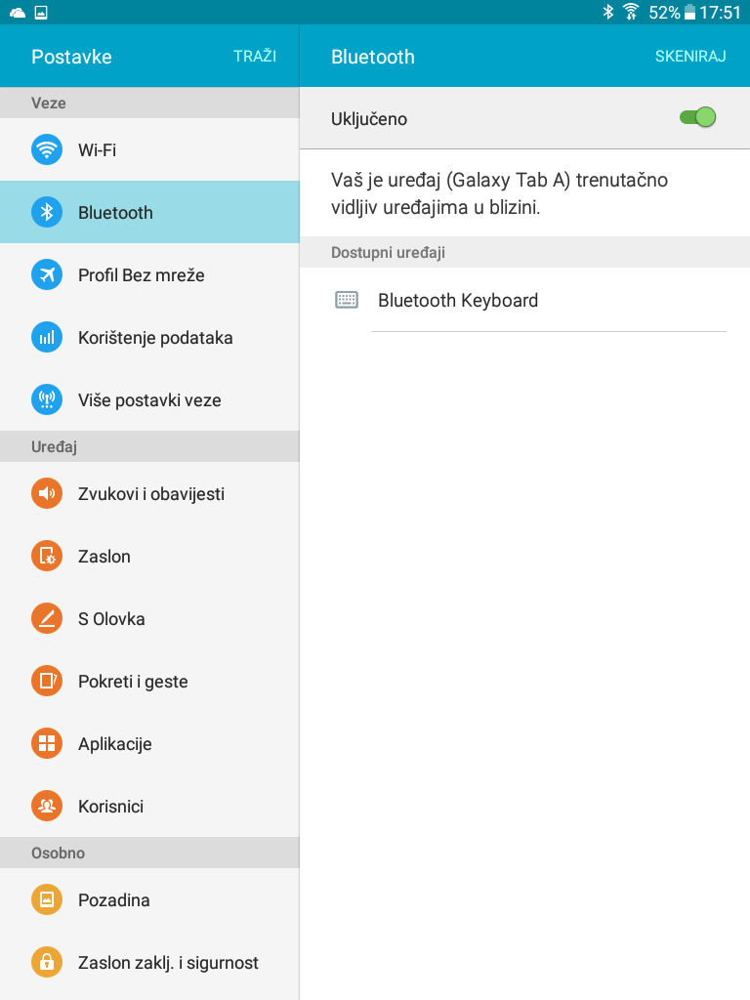 52% 17:51
Postavke TRAŽI
Veze
Wi-Fi
Bluetooth
Profil Bez mreže
Korištenje podataka
Više postavki veze
Uređaj
Zvukovi i obavijesti
Zaslon
S Olovka
Pokreti i geste
Aplikacije
Korisnici
Osobno
Pozadina
Zaslon zaklj. i sigurnost
Bluetooth SKENIRAJ
Uključeno
Vaš je uređaj (Galaxy Tab A) trenutačno
vidljiv uređajima u blizini.
Dostupni uređaji
Bluetooth Keyboard